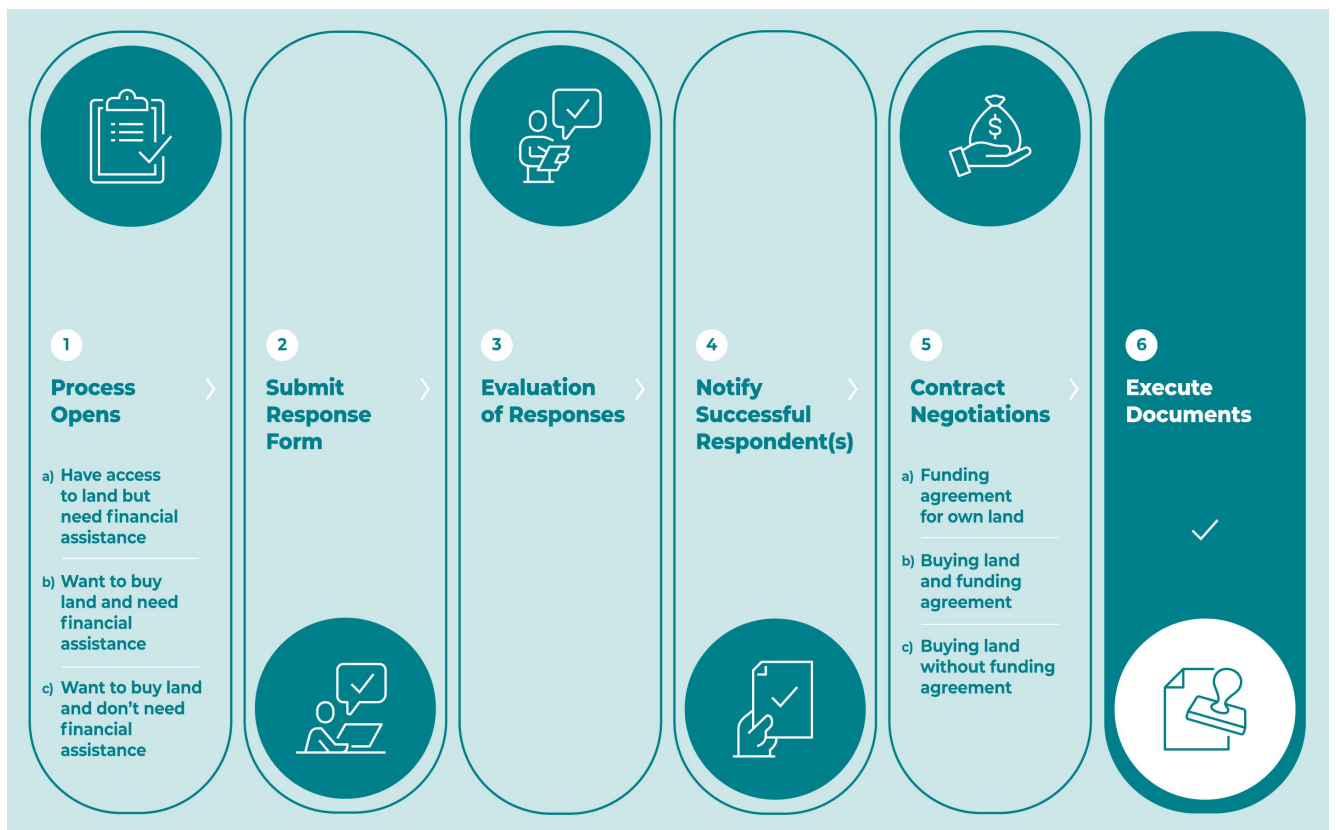 1
Process
Opens
a) Have access
to land but
need financial
assistance
b) Want to buy
land and need
financial
assistance
c) Want to buy land
and don't need
financial
assistance
2
Submit
Response
Form
3
Evaluation
of Responses
4
Notify
Successful
Respondent(s)
5
Contract
Negotiations
a) Funding
agreement
for own land
b) Buying land
and funding
agreement
c) Buying land
without funding
agreement
6
Execute
Documents
$